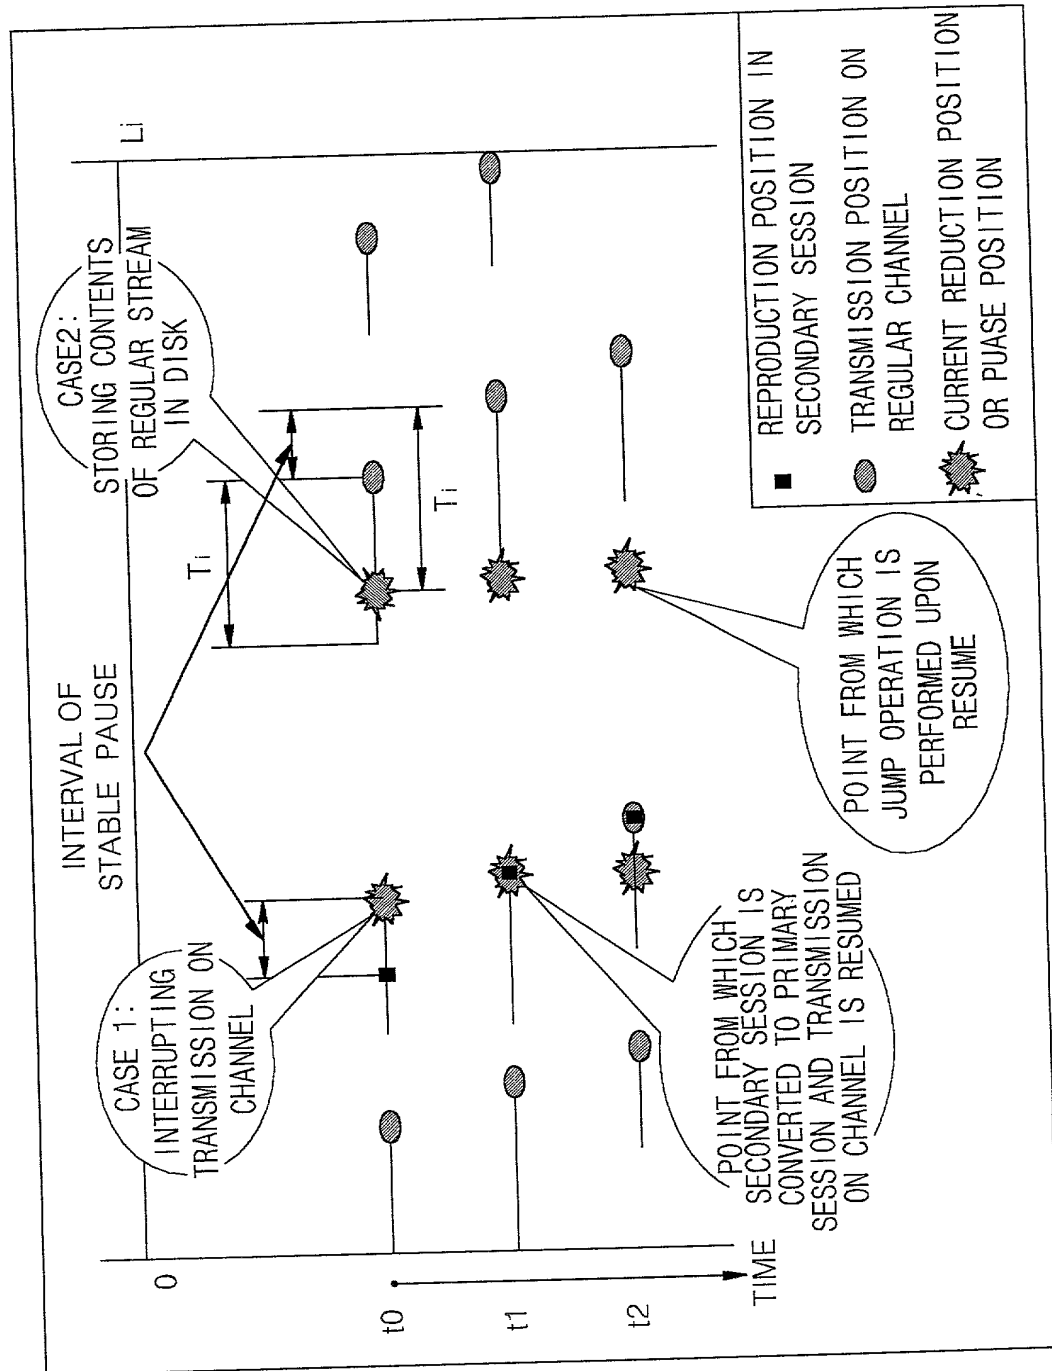 INTERVAL OF
STABLE PAUSE
0
Li
CASE 1:
INTERRUPTING
TRANSMISSION ON
CHANNEL
CASE2:
STORING CONTENTS
OF REGULAR STREAM
IN DISK
Ti
Ti
t0
t1
t2
TIME
POINT FROM WHICH
SECONDARY SESSION IS
CONVERTED TO PRIMARY
SESSION AND TRANSMISSION
ON CHANNEL IS RESUMED
POINT FROM WHICH
JUMP OPERATION IS
PERFORMED UPON
RESUME
REPRODUCTION POSITION IN
SECONDARY SESSION
TRANSMISSION POSITION ON
REGULAR CHANNEL
CURRENT REDUCTION POSITION
OR PUASE POSITION